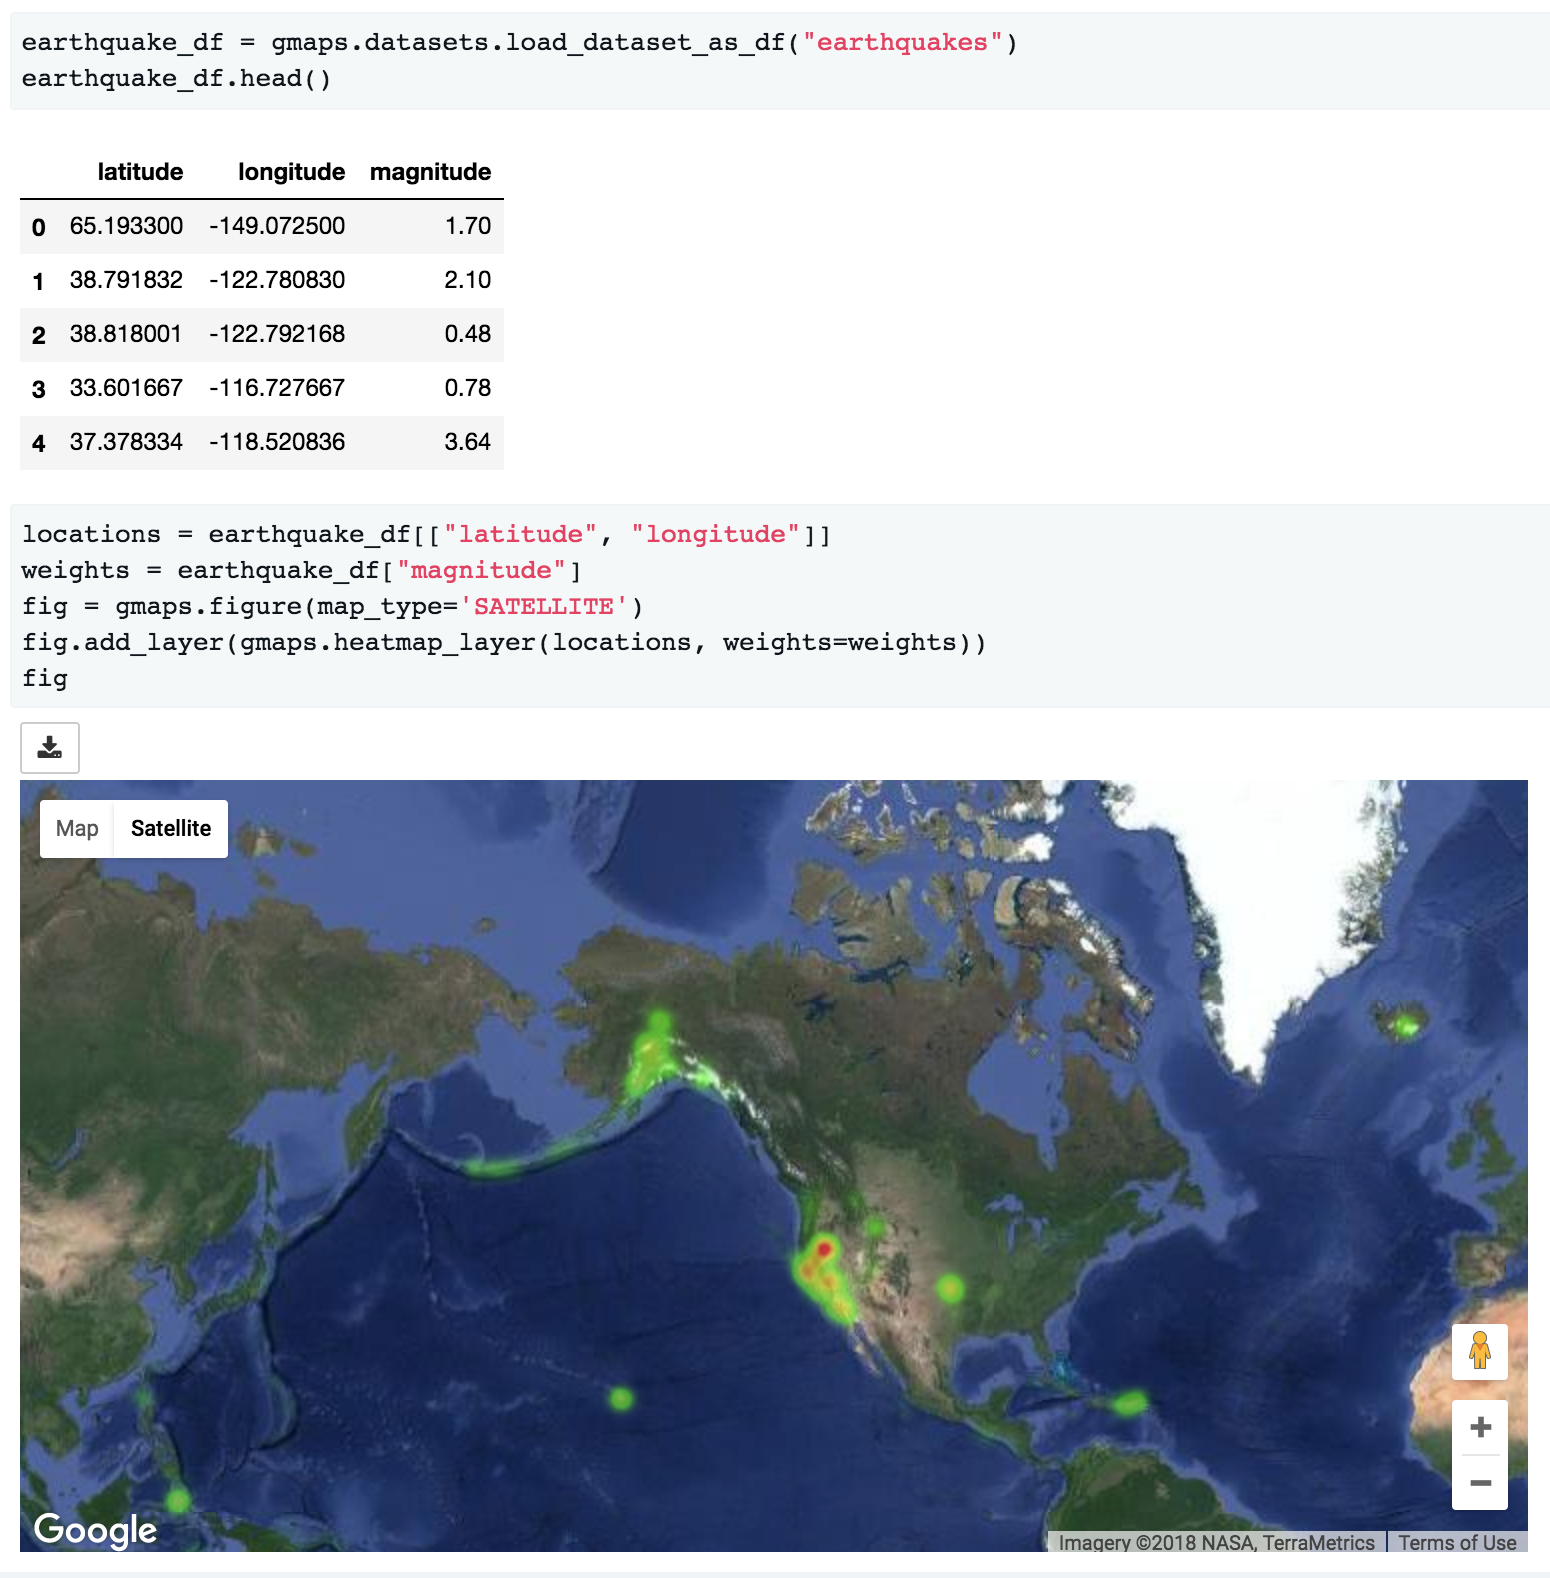 earthquake_df = gmaps.datasets.load_dataset_as_df("earthquakes")
earthquake_df.head()
latitude longitude magnitude
0 65.193300 -149.072500 1.70
1 38.791832 -122.780830 2.10
2 38.818001 -122.792168 0.48
3 33.601667 -116.727667 0.78
4 37.378334 -118.520836 3.64
locations = earthquake_df[["latitude", "longitude"]]
weights = earthquake_df["magnitude"]
fig = gmaps.figure(map_type='SATELLITE')
fig.add_layer(gmaps.heatmap_layer(locations, weights=weights))
fig
Map Satellite
+
−
Google
Imagery ©2018 NASA, TerraMetrics Terms of Use